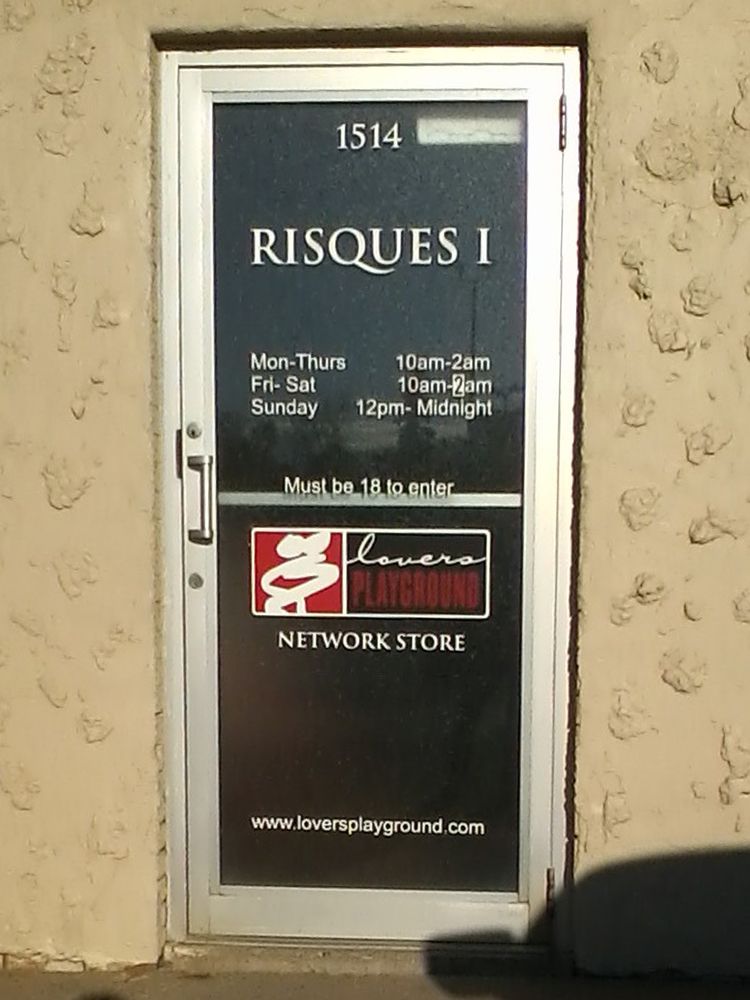 1514
RISQUES I
Mon-Thurs 10am-2am
Fri- Sat 10am-2am
Sunday 12pm- Midnight
Must be 18 to enter
lovers
PLAYGROUND
NETWORK STORE
www.loversplayground.com